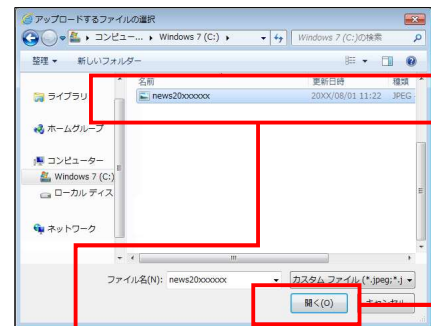 アップロードするファイルの選択
コンピュー... ▸ Windows 7 (C:) ▸
Windows 7 (C:)の検索
整理 ▾ 新しいフォルダー
名前 更新日時 種類
news20xxxxxx 20XX/08/01 11:22 JPEG
ライブラリ
ホームグループ
コンピューター
Windows 7 (C:)
ローカル ディス
ネットワーク
ファイル名(N): news20xxxxxx
カスタム ファイル (*.jpeg;*.j
開く(O) キャンセル